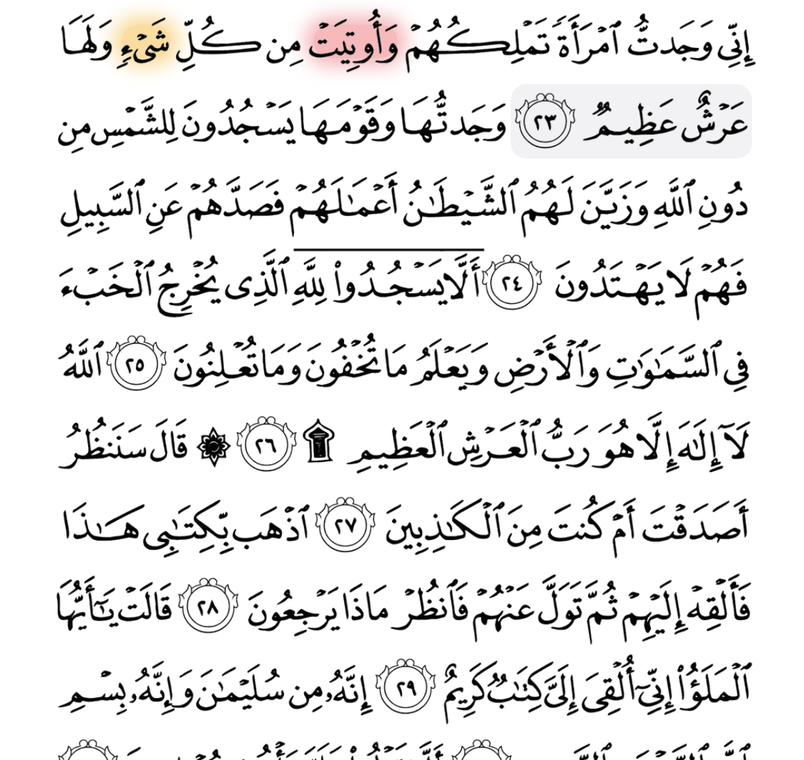 إِنِّي وَجَدتُّ ٱمْرَأَةً تَمْلِكُهُمْ وَأُوتِيَتْ مِن كُلِّ شَىْءٍ وَلَهَا
عَرْشٌ عَظِيمٌ ٢٣ وَجَدتُّهَا وَقَوْمَهَا يَسْجُدُونَ لِلشَّمْسِ مِن
دُونِ ٱللَّهِ وَزَيَّنَ لَهُمُ ٱلشَّيْطَٰنُ أَعْمَٰلَهُمْ فَصَدَّهُمْ عَنِ ٱلسَّبِيلِ
فَهُمْ لَا يَهْتَدُونَ ٢٤ أَلَّا يَسْجُدُوا۟ لِلَّهِ ٱلَّذِى يُخْرِجُ ٱلْخَبْءَ
فِى ٱلسَّمَٰوَٰتِ وَٱلْأَرْضِ وَيَعْلَمُ مَا تُخْفُونَ وَمَا تُعْلِنُونَ ٢٥ ٱللَّهُ
لَآ إِلَٰهَ إِلَّا هُوَ رَبُّ ٱلْعَرْشِ ٱلْعَظِيمِ ۩ ٢٦ ۞ قَالَ سَنَنظُرُ
أَصَدَقْتَ أَمْ كُنتَ مِنَ ٱلْكَٰذِبِينَ ٢٧ ٱذْهَب بِّكِتَٰبِى هَٰذَا
فَأَلْقِهْ إِلَيْهِمْ ثُمَّ تَوَلَّ عَنْهُمْ فَٱنظُرْ مَاذَا يَرْجِعُونَ ٢٨ قَالَتْ يَٰٓأَيُّهَا
ٱلْمَلَؤُا۟ إِنِّىٓ أُلْقِىَ إِلَىَّ كِتَٰبٌ كَرِيمٌ ٢٩ إِنَّهُۥ مِن سُلَيْمَٰنَ وَإِنَّهُۥ بِسْمِ